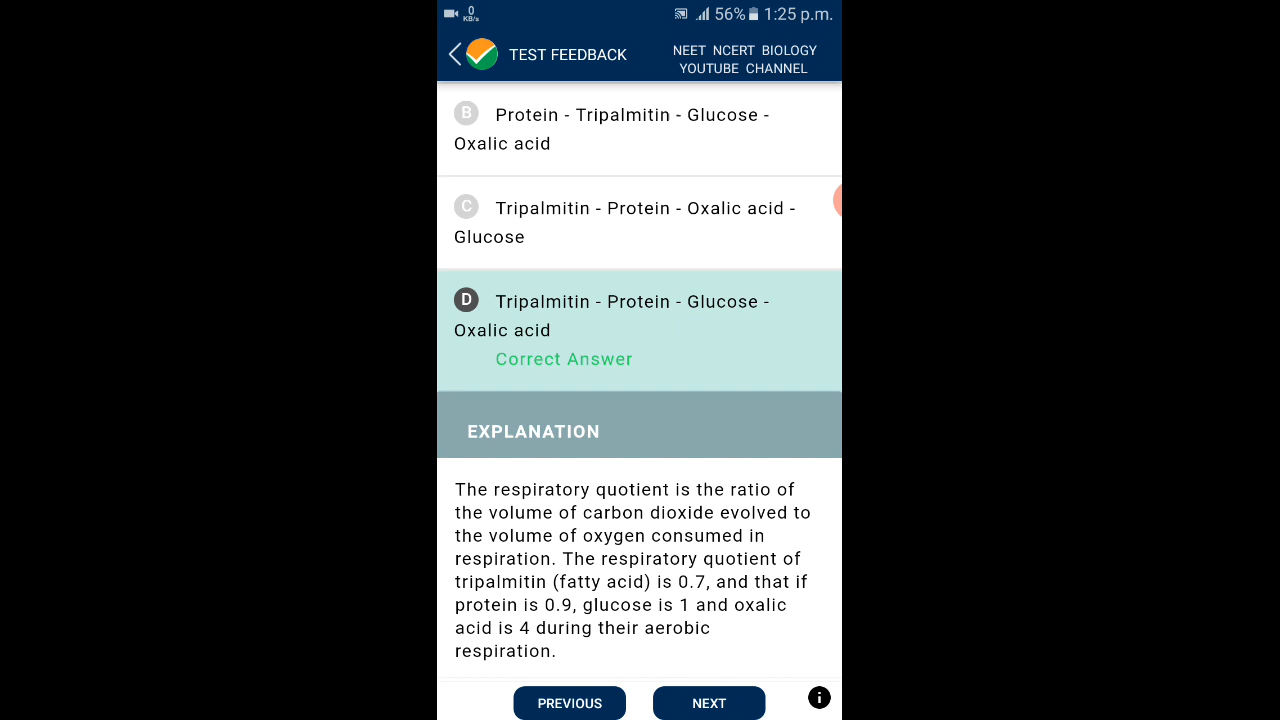 0
KB/s
56% 1:25 p.m.
TEST FEEDBACK
NEET NCERT BIOLOGY
YOUTUBE CHANNEL
B Protein - Tripalmitin - Glucose -
Oxalic acid
C Tripalmitin - Protein - Oxalic acid -
Glucose
D Tripalmitin - Protein - Glucose -
Oxalic acid
Correct Answer
EXPLANATION
The respiratory quotient is the ratio of
the volume of carbon dioxide evolved to
the volume of oxygen consumed in
respiration. The respiratory quotient of
tripalmitin (fatty acid) is 0.7, and that if
protein is 0.9, glucose is 1 and oxalic
acid is 4 during their aerobic
respiration.
PREVIOUS
NEXT
i